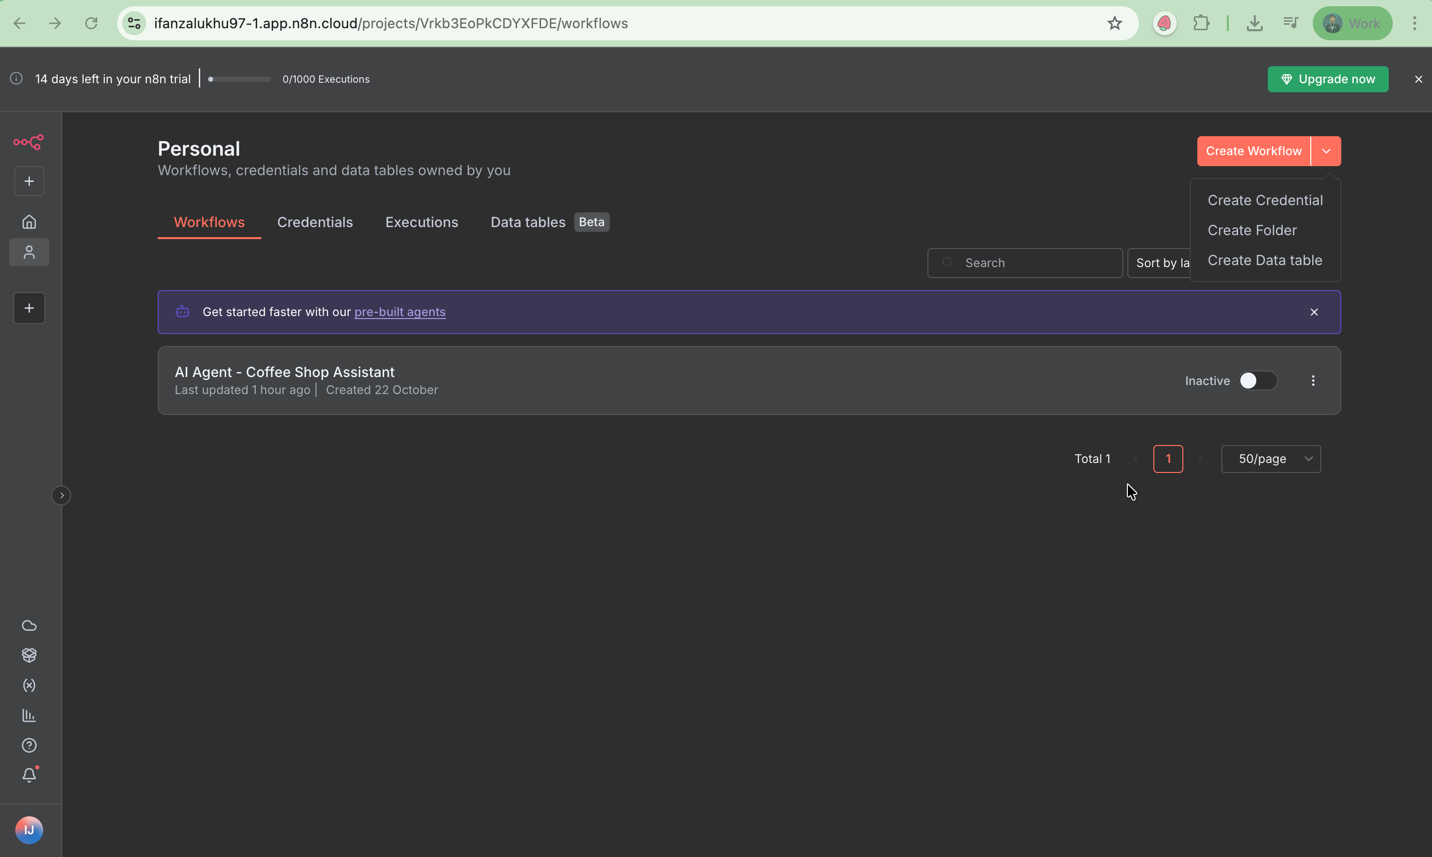 ifanzalukhu97-1.app.n8n.cloud/projects/Vrkb3EoPkCDYXFDE/workflows
Work
14 days left in your n8n trial
0/1000 Executions
Upgrade now
Personal
Workflows, credentials and data tables owned by you
Create Workflow
Create Credential
Create Folder
Create Data table
Workflows
Credentials
Executions
Data tables
Beta
Search
Sort by la
Get started faster with our pre-built agents
AI Agent - Coffee Shop Assistant
Last updated 1 hour ago | Created 22 October
Inactive
Total 1
1
50/page
IJ